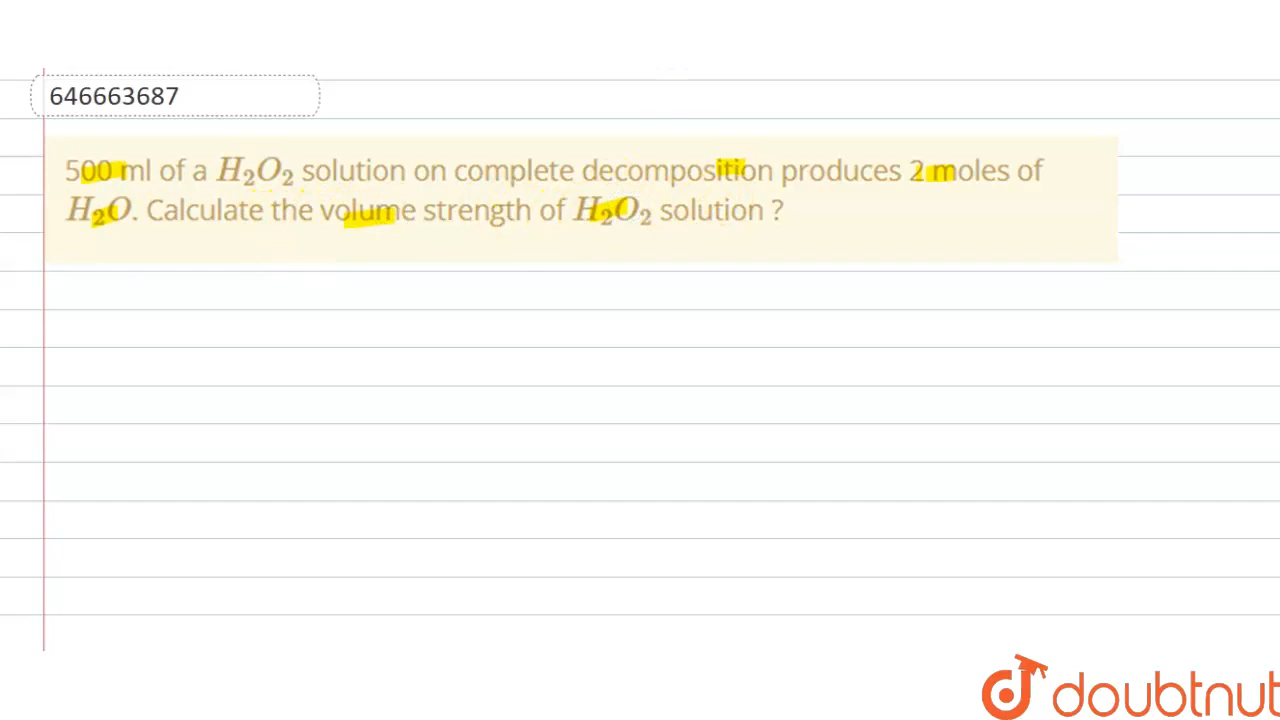 646663687
500 ml of a H₂O₂ solution on complete decomposition produces 2 moles of
H₂O. Calculate the volume strength of H₂O₂ solution ?
doubtnut